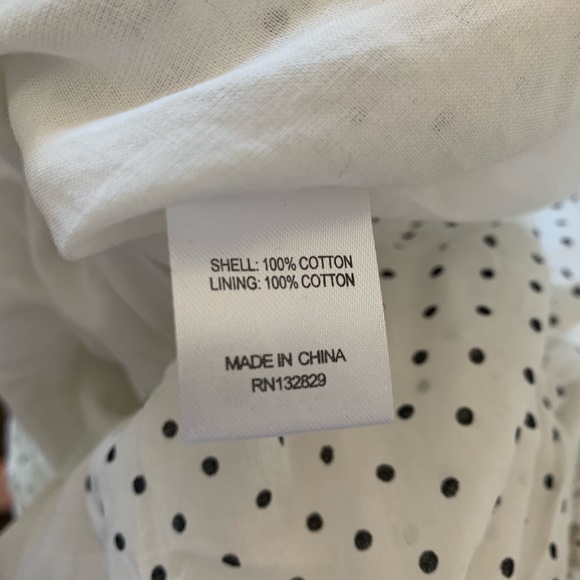 SHELL: 100% COTTON
LINING: 100% COTTON
MADE IN CHINA
RN132829